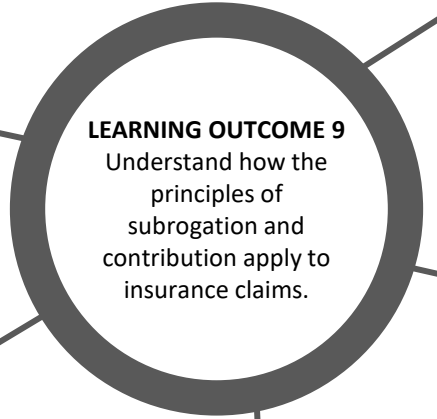 LEARNING OUTCOME 9
Understand how the
principles of
subrogation and
contribution apply to
insurance claims.